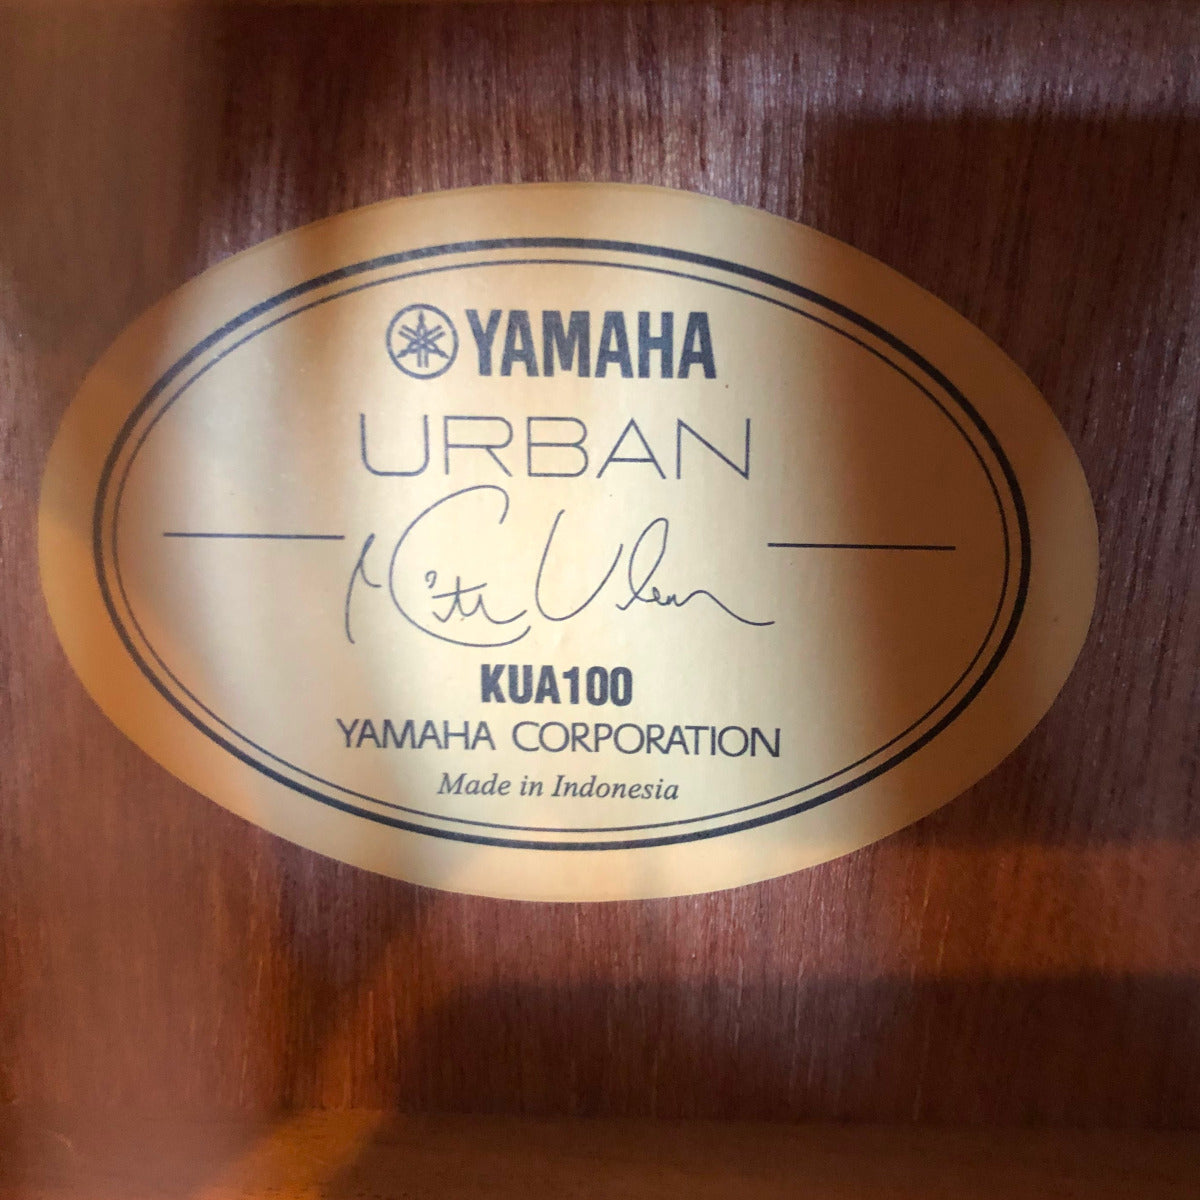 YAMAHA
URBAN
KUA100
YAMAHA CORPORATION
Made in Indonesia